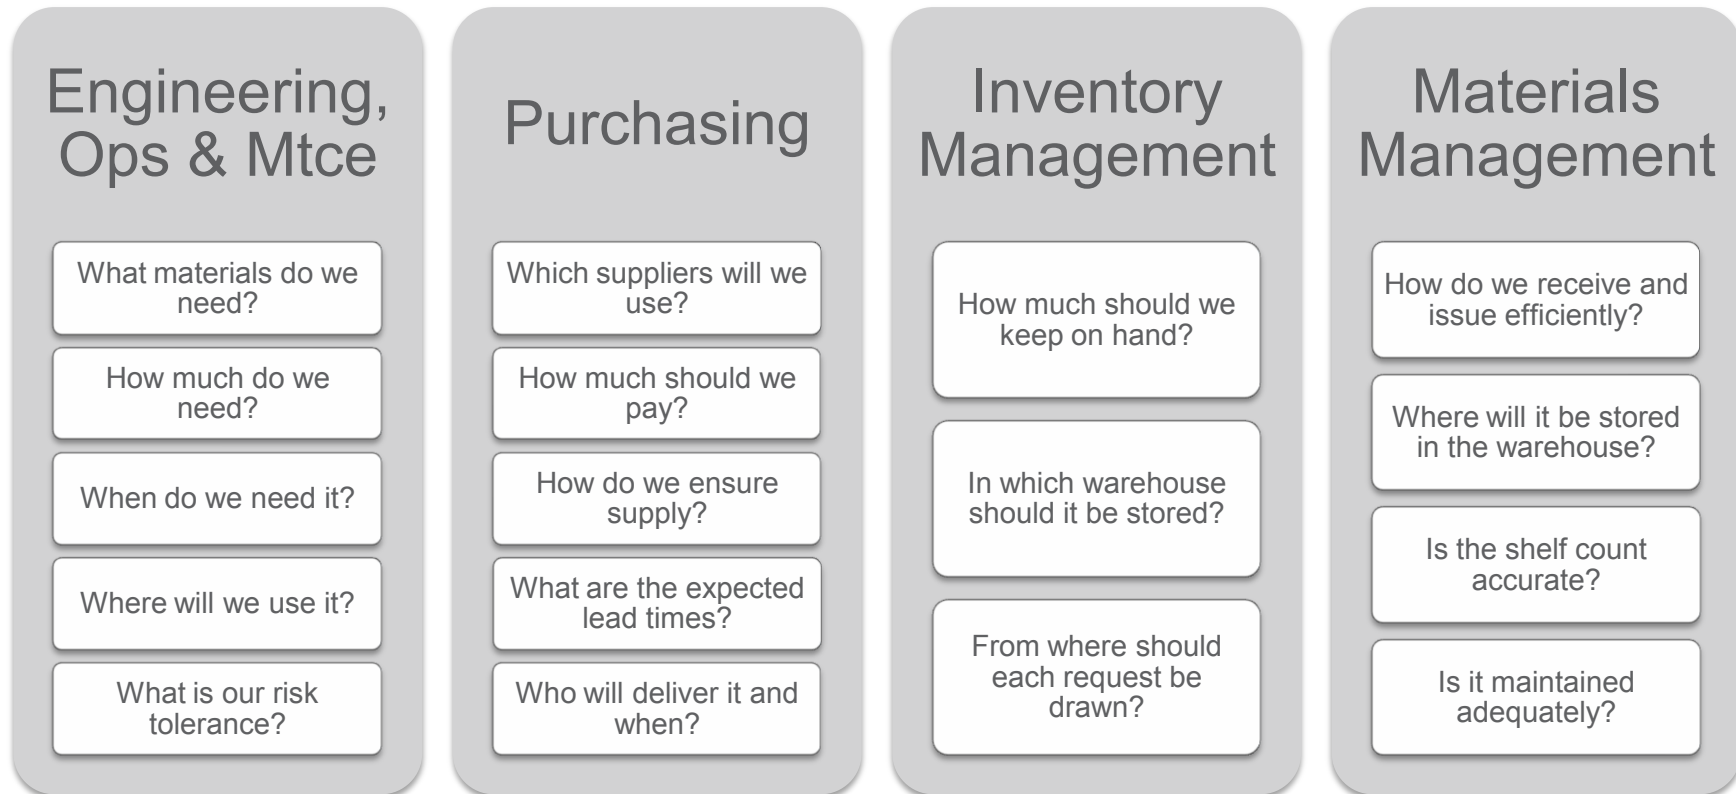 Engineering,
Ops & Mtce
What materials do we
need?
How much do we
need?
When do we need it?
Where will we use it?
What is our risk
tolerance?
Purchasing
Which suppliers will we
use?
How much should we
pay?
How do we ensure
supply?
What are the expected
lead times?
Who will deliver it and
when?
Inventory
Management
How much should we
keep on hand?
In which warehouse
should it be stored?
From where should
each request be
drawn?
Materials
Management
How do we receive and
issue efficiently?
Where will it be stored
in the warehouse?
Is the shelf count
accurate?
Is it maintained
adequately?